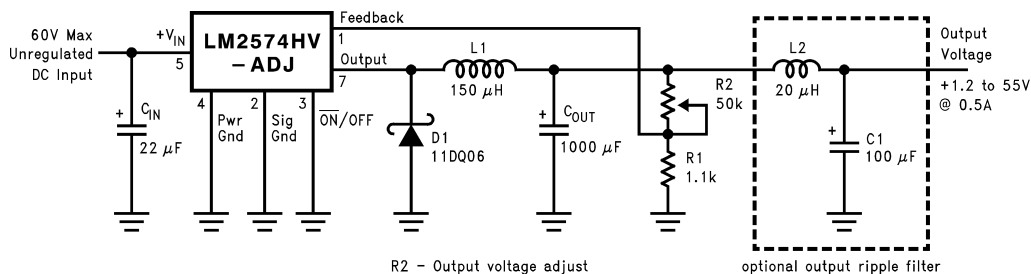 60V Max
Unregulated
DC Input
+VIN
5
LM2574HV
-ADJ
Feedback
1
Output
7
4
Pwr
Gnd
2
Sig
Gnd
3
ON/OFF
+
CIN
22 μF
D1
11DQ06
L1
150 μH
+
COUT
1000 μF
R2
50k
R1
1.1k
L2
20 μH
+
C1
100 μF
Output
Voltage
+1.2 to 55V
@ 0.5A
R2 - Output voltage adjust
optional output ripple filter